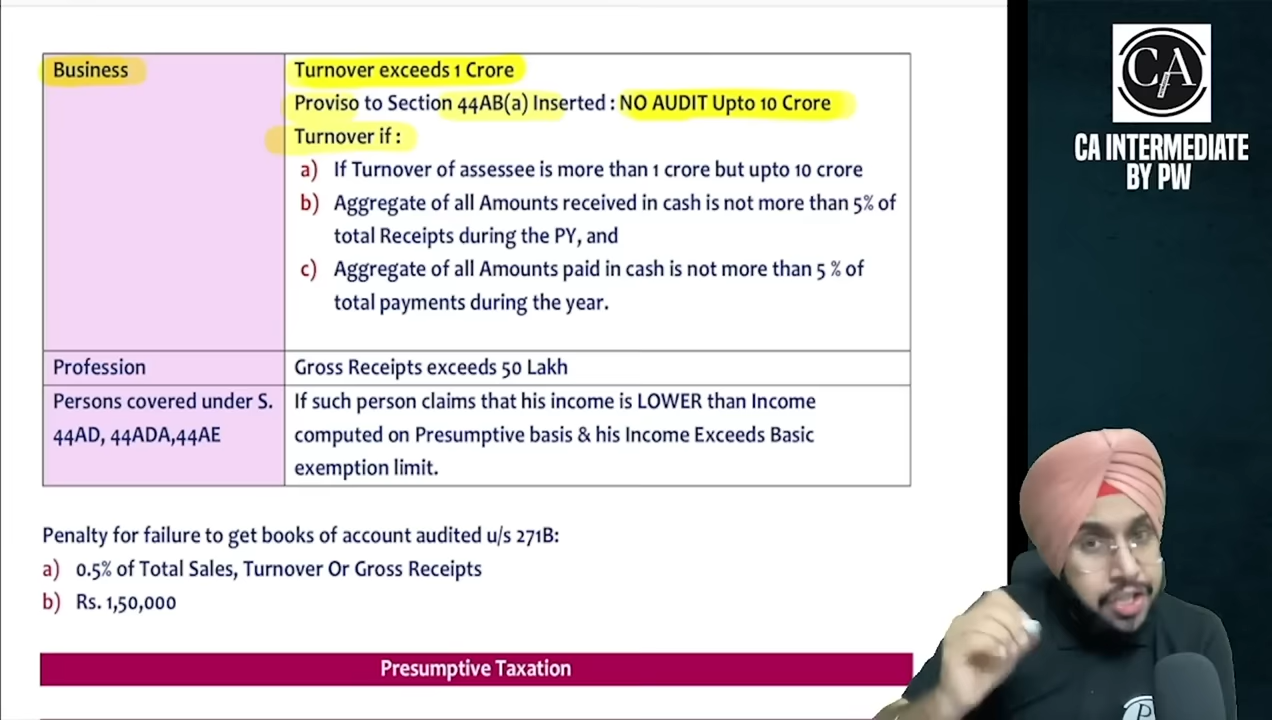 Business
Turnover exceeds 1 Crore
Proviso to Section 44AB(a) Inserted : NO AUDIT Upto 10 Crore
Turnover if :
a) If Turnover of assessee is more than 1 crore but upto 10 crore
b) Aggregate of all Amounts received in cash is not more than 5% of
total Receipts during the PY, and
c) Aggregate of all Amounts paid in cash is not more than 5 % of
total payments during the year.
Profession
Gross Receipts exceeds 50 Lakh
Persons covered under S.
44AD, 44ADA,44AE
If such person claims that his income is LOWER than Income
computed on Presumptive basis & his Income Exceeds Basic
exemption limit.
Penalty for failure to get books of account audited u/s 271B:
a) 0.5% of Total Sales, Turnover Or Gross Receipts
b) Rs. 1,50,000
Presumptive Taxation
CA
CA INTERMEDIATE
BY PW
P